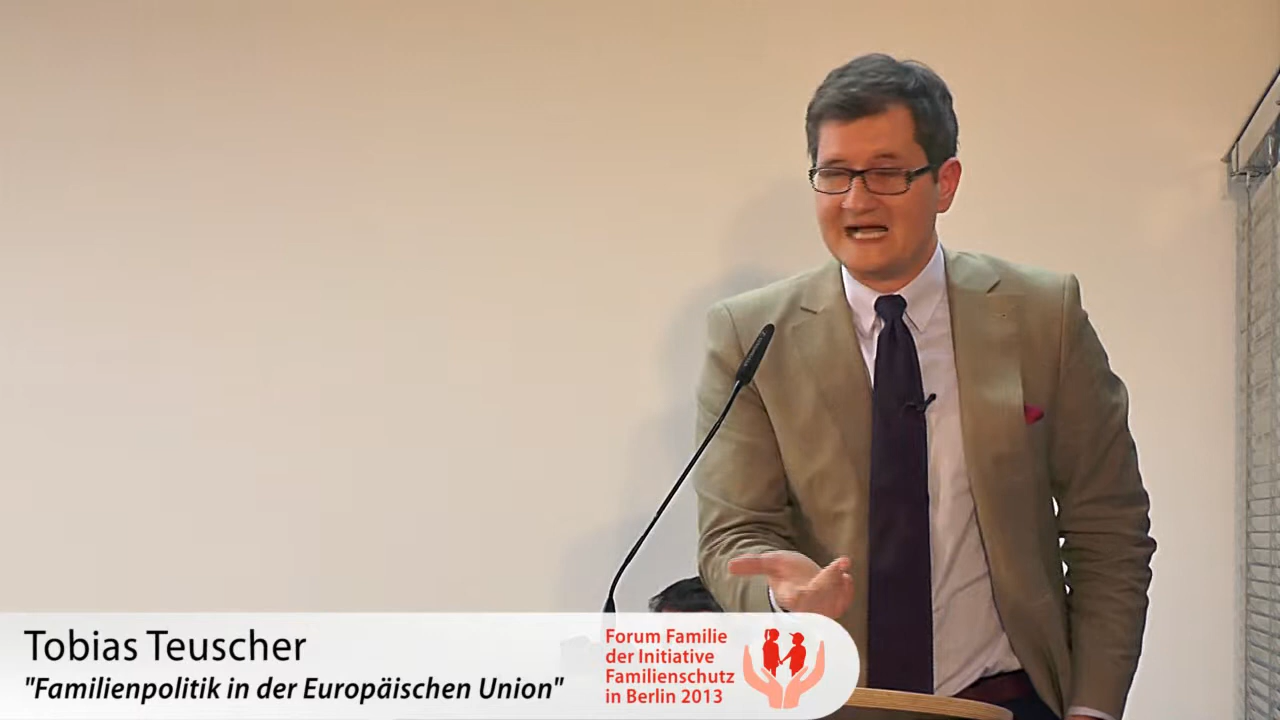 Tobias Teuscher
"Familienpolitik in der Europäischen Union"
Forum Familie
der Initiative
Familienschutz
in Berlin 2013